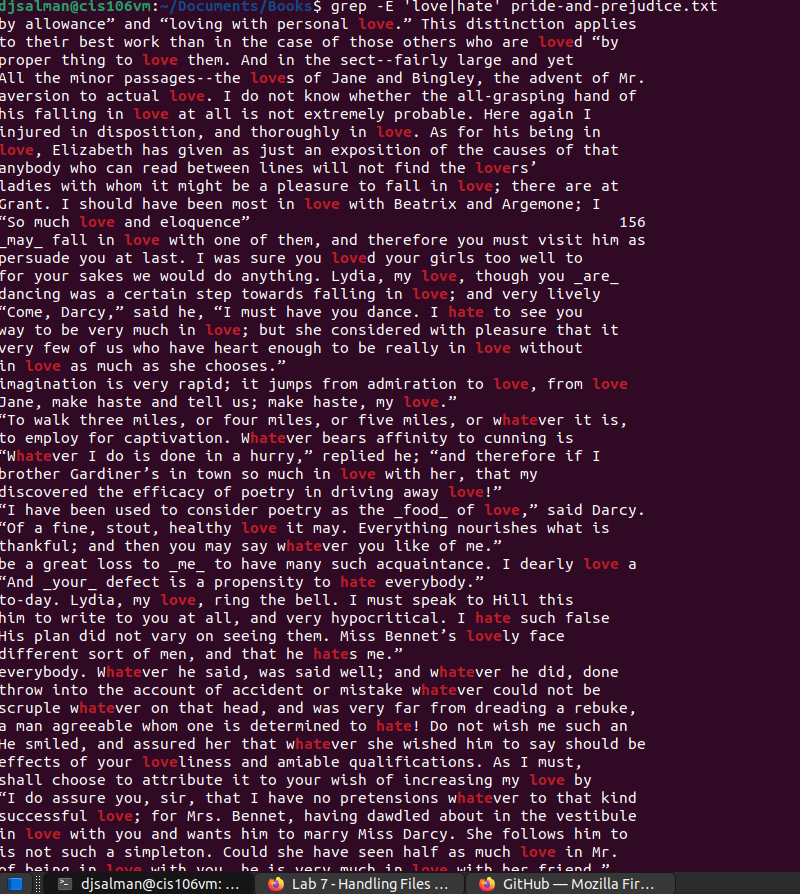 djsalman@cis106vm:~/Documents/Books$ grep -E 'love|hate' pride-and-prejudice.txt
by allowance” and “loving with personal love.” This distinction applies
to their best work than in the case of those others who are loved “by
proper thing to love them. And in the sect--fairly large and yet
All the minor passages--the loves of Jane and Bingley, the advent of Mr.
aversion to actual love. I do not know whether the all-grasping hand of
his falling in love at all is not extremely probable. Here again I
injured in disposition, and thoroughly in love. As for his being in
love, Elizabeth has given as just an exposition of the causes of that
anybody who can read between lines will not find the lovers’
ladies with whom it might be a pleasure to fall in love; there are at
Grant. I should have been most in love with Beatrix and Argemone; I
“So much love and eloquence” 156
_may_ fall in love with one of them, and therefore you must visit him as
persuade you at last. I was sure you loved your girls too well to
for your sakes we would do anything. Lydia, my love, though you _are_
dancing was a certain step towards falling in love; and very lively
“Come, Darcy,” said he, “I must have you dance. I hate to see you
way to be very much in love; but she considered with pleasure that it
very few of us who have heart enough to be really in love without
in love as much as she chooses.”
imagination is very rapid; it jumps from admiration to love, from love
Jane, make haste and tell us; make haste, my love.”
“To walk three miles, or four miles, or five miles, or whatever it is,
to employ for captivation. Whatever bears affinity to cunning is
“Whatever I do is done in a hurry,” replied he; “and therefore if I
brother Gardiner’s in town so much in love with her, that my
discovered the efficacy of poetry in driving away love!”
“I have been used to consider poetry as the _food_ of love,” said Darcy.
“Of a fine, stout, healthy love it may. Everything nourishes what is
thankful; and then you may say whatever you like of me.”
be a great loss to _me_ to have many such acquaintance. I dearly love a
“And _your_ defect is a propensity to hate everybody.”
to-day. Lydia, my love, ring the bell. I must speak to Hill this
him to write to you at all, and very hypocritical. I hate such false
His plan did not vary on seeing them. Miss Bennet’s lovely face
different sort of men, and that he hates me.”
everybody. Whatever he said, was said well; and whatever he did, done
throw into the account of accident or mistake whatever could not be
scruple whatever on that head, and was very far from dreading a rebuke,
a man agreeable whom one is determined to hate! Do not wish me such an
He smiled, and assured her that whatever she wished him to say should be
effects of your loveliness and amiable qualifications. As I must,
shall choose to attribute it to your wish of increasing my love by
“I do assure you, sir, that I have no pretensions whatever to that kind
successful love; for Mrs. Bennet, having dawdled about in the vestibule
in love with you and wants him to marry Miss Darcy. She follows him to
is not such a simpleton. Could she have seen half as much love in Mr.
of being in love with you, he is very much in love with her friend.”
djsalman@cis106vm: ...
Lab 7 - Handling Files ...
GitHub — Mozilla Fir...